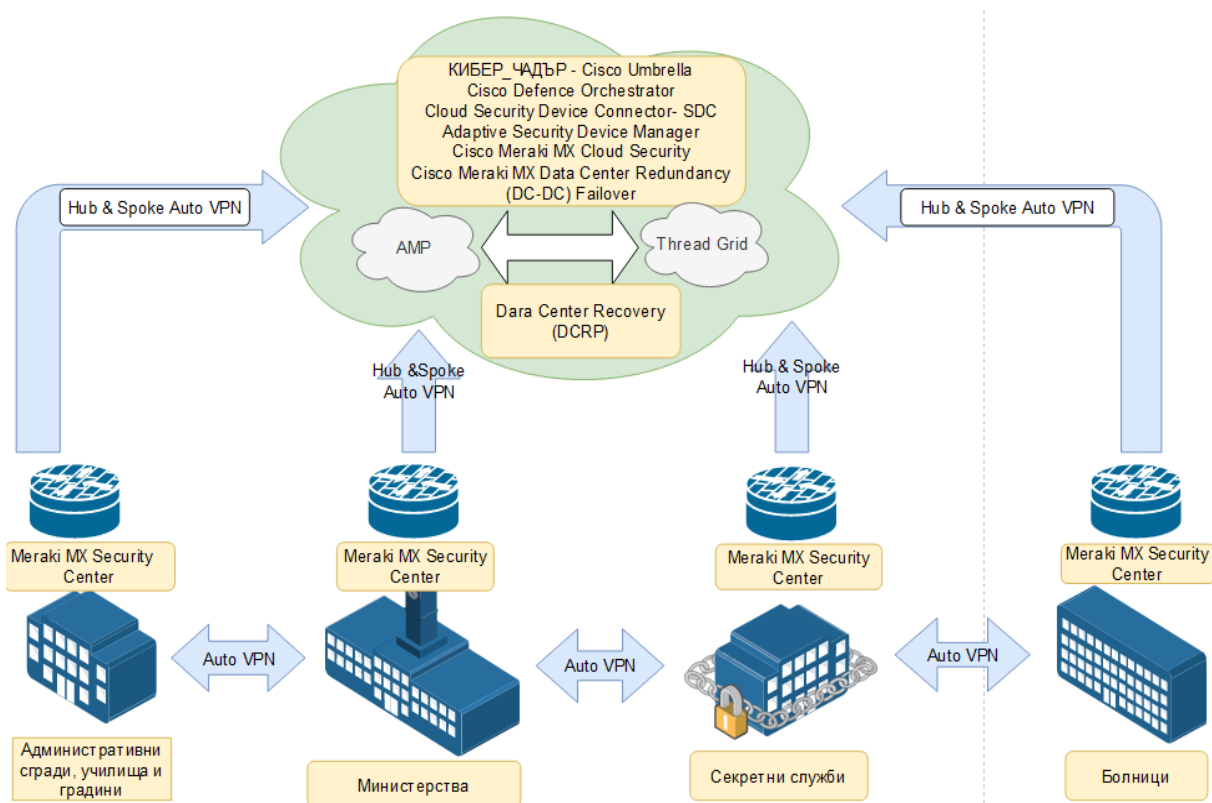 КИБЕР_ЧАДЪР - Cisco Umbrella
Cisco Defence Orchestrator
Cloud Security Device Connector- SDC
Adaptive Security Device Manager
Cisco Meraki MX Cloud Security
Cisco Meraki MX Data Center Redundancy
(DC-DC) Failover
Hub & Spoke Auto VPN
Hub & Spoke Auto VPN
AMP
Thread Grid
Dara Center Recovery
(DCRP)
Hub &Spoke
Auto VPN
Hub & Spoke
Auto VPN
Meraki MX Security
Center
Meraki MX Security
Center
Meraki MX Security
Center
Meraki MX Security
Center
Auto VPN
Auto VPN
Auto VPN
Административни
сгради, училища и
градини
Министерства
Секретни служби
Болници